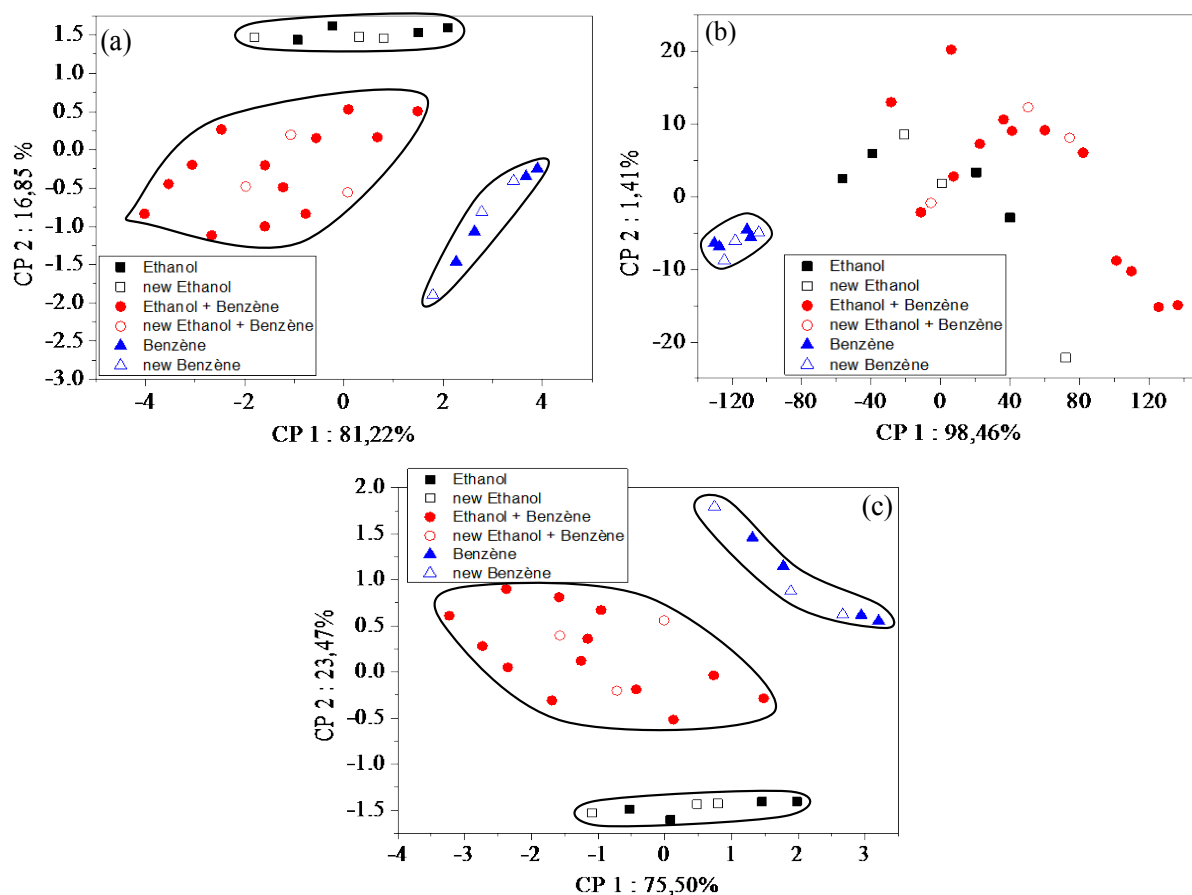 (a)
CP 2 : 16,85 %
1.5
1.0
0.5
0.0
-0.5
-1.0
-1.5
-2.0
-2.5
-3.0
Ethanol
new Ethanol
Ethanol + Benzène
new Ethanol + Benzène
Benzène
new Benzène
-4
-2
0
2
4
CP 1 : 81,22%
(b)
CP 2 : 1,41%
20
10
0
-10
-20
Ethanol
new Ethanol
Ethanol + Benzène
new Ethanol + Benzène
Benzène
new Benzène
-120
-80
-40
0
40
80
120
CP 1 : 98,46%
(c)
CP 2 : 23,47%
2.0
1.5
1.0
0.5
0.0
-0.5
-1.0
-1.5
Ethanol
new Ethanol
Ethanol + Benzène
new Ethanol + Benzène
Benzène
new Benzène
-4
-3
-2
-1
0
1
2
3
CP 1 : 75,50%